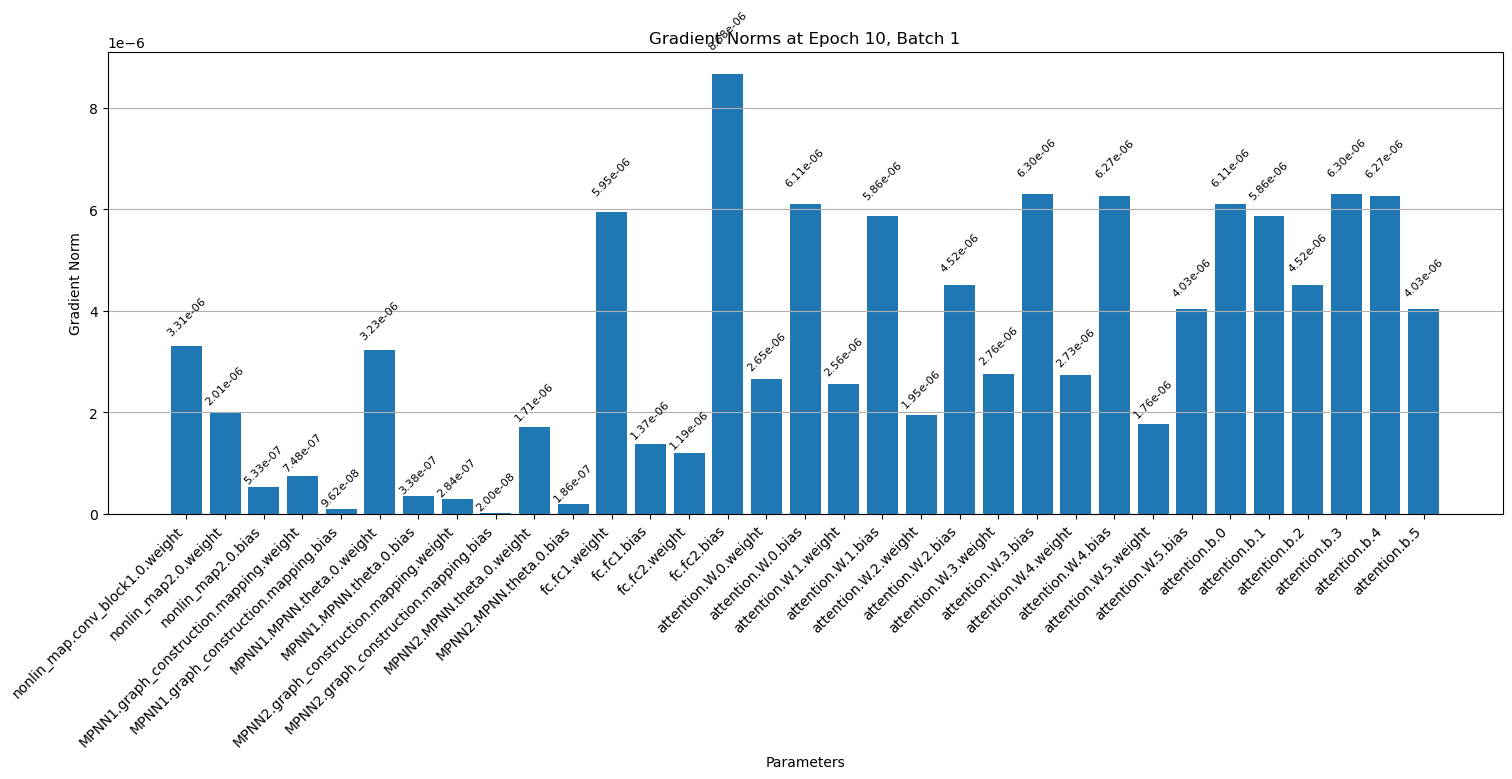 Gradient Norms at Epoch 10, Batch 1
1e−6
Gradient Norm
8
6
4
2
0
3.31e-06
2.01e-06
5.33e-07
7.48e-07
9.62e-08
3.23e-06
3.38e-07
2.84e-07
2.00e-08
1.71e-06
1.86e-07
5.95e-06
1.37e-06
1.19e-06
2.65e-06
6.11e-06
2.56e-06
5.86e-06
1.95e-06
4.52e-06
2.76e-06
6.30e-06
2.73e-06
6.27e-06
1.76e-06
4.03e-06
6.11e-06
5.86e-06
4.52e-06
6.30e-06
6.27e-06
4.03e-06
nonlin_map.conv_block1.0.weight
nonlin_map2.0.weight
nonlin_map2.0.bias
MPNN1.graph_construction.mapping.weight
MPNN1.graph_construction.mapping.bias
MPNN1.MPNN.theta.0.weight
MPNN1.MPNN.theta.0.bias
MPNN2.graph_construction.mapping.weight
MPNN2.graph_construction.mapping.bias
MPNN2.MPNN.theta.0.weight
MPNN2.MPNN.theta.0.bias
fc.fc1.weight
fc.fc1.bias
fc.fc2.weight
fc.fc2.bias
attention.W.0.weight
attention.W.0.bias
attention.W.1.weight
attention.W.1.bias
attention.W.2.weight
attention.W.2.bias
attention.W.3.weight
attention.W.3.bias
attention.W.4.weight
attention.W.4.bias
attention.W.5.weight
attention.W.5.bias
attention.b.0
attention.b.1
attention.b.2
attention.b.3
attention.b.4
attention.b.5
Parameters